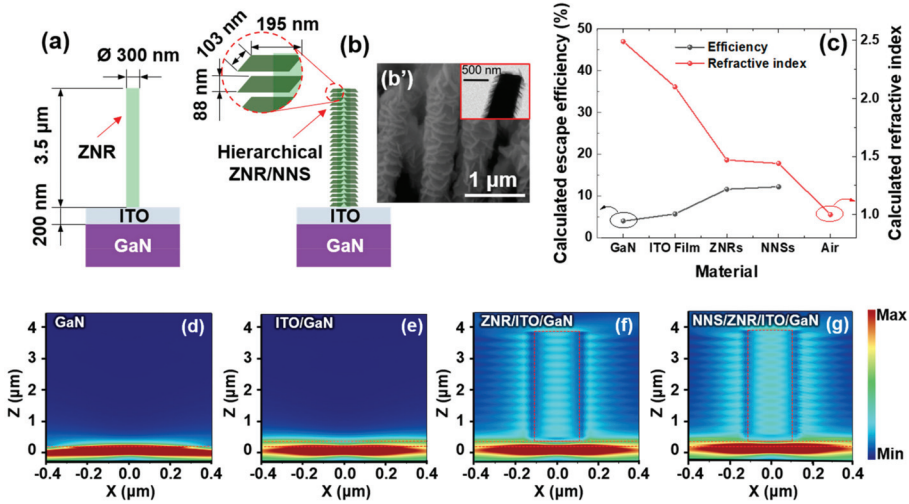 (a)
Ø 300 nm
3.5 µm
ZNR
200 nm
ITO
GaN
103 nm
195 nm
(b)
88 nm
Hierarchical
ZNR/NNS
ITO
GaN
(b')
500 nm
1 µm
(c)
Calculated escape efficiency (%)
50
40
30
20
10
0
Efficiency
Refractive index
2.5
2.0
1.5
1.0
Calculated refractive index
GaN ITO Film ZNRs NNSs Air
Material
GaN
(d)
Z (µm)
4
3
2
1
0
-0.4 -0.2 0.0 0.2 0.4
X (µm)
ITO/GaN
(e)
Z (µm)
4
3
2
1
0
-0.4 -0.2 0.0 0.2 0.4
X (µm)
ZNR/ITO/GaN
(f)
Z (µm)
4
3
2
1
0
-0.4 -0.2 0.0 0.2 0.4
X (µm)
NNS/ZNR/ITO/GaN
(g)
Z (µm)
4
3
2
1
0
-0.4 -0.2 0.0 0.2 0.4
X (µm)
Max
Min